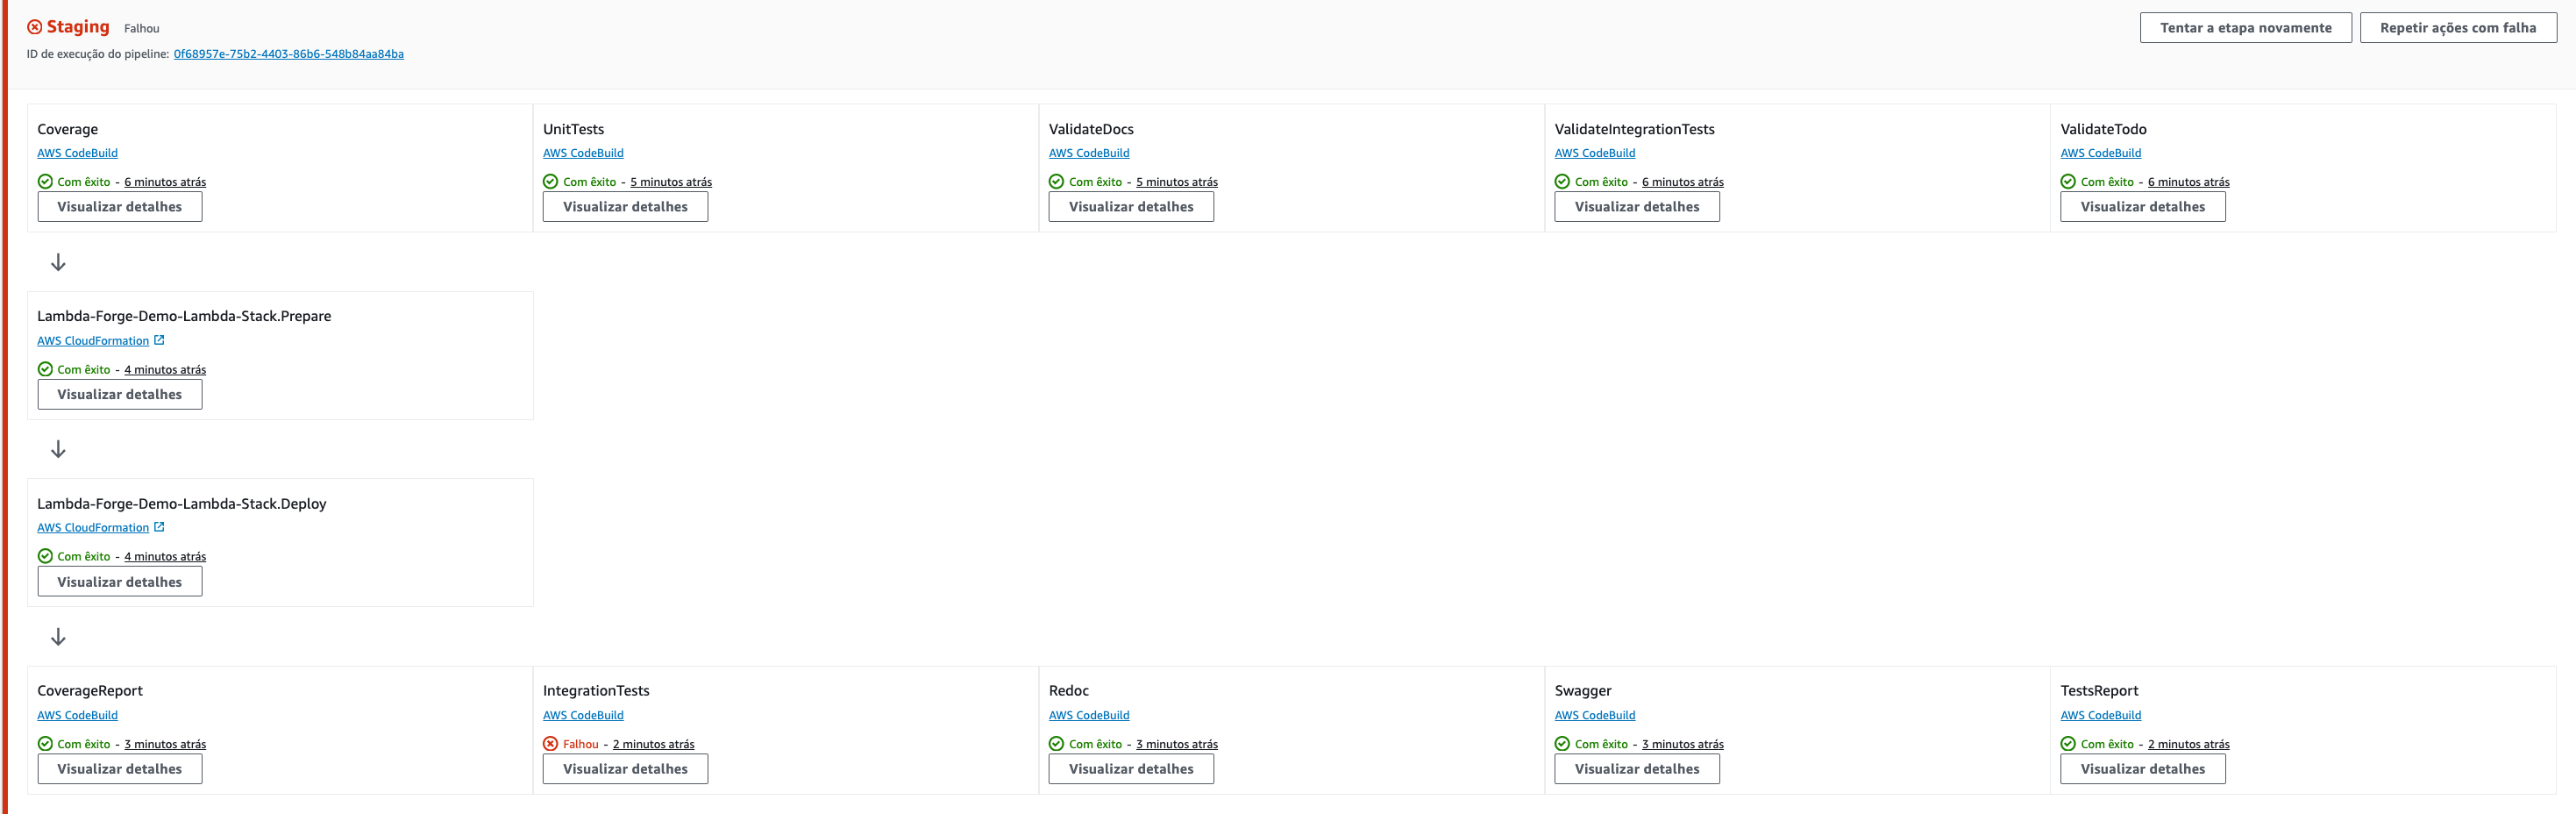 Staging Falhou
Tentar a etapa novamente
Repetir ações com falha
ID de execução do pipeline: 0f68957e-75b2-4403-86b6-548b84aa84ba
Coverage
AWS CodeBuild
Com êxito - 6 minutos atrás
Visualizar detalhes
UnitTests
AWS CodeBuild
Com êxito - 5 minutos atrás
Visualizar detalhes
ValidateDocs
AWS CodeBuild
Com êxito - 5 minutos atrás
Visualizar detalhes
ValidateIntegrationTests
AWS CodeBuild
Com êxito - 6 minutos atrás
Visualizar detalhes
ValidateTodo
AWS CodeBuild
Com êxito - 6 minutos atrás
Visualizar detalhes
Lambda-Forge-Demo-Lambda-Stack.Prepare
AWS CloudFormation
Com êxito - 4 minutos atrás
Visualizar detalhes
Lambda-Forge-Demo-Lambda-Stack.Deploy
AWS CloudFormation
Com êxito - 4 minutos atrás
Visualizar detalhes
CoverageReport
AWS CodeBuild
Com êxito - 3 minutos atrás
Visualizar detalhes
IntegrationTests
AWS CodeBuild
Falhou - 2 minutos atrás
Visualizar detalhes
Redoc
AWS CodeBuild
Com êxito - 3 minutos atrás
Visualizar detalhes
Swagger
AWS CodeBuild
Com êxito - 3 minutos atrás
Visualizar detalhes
TestsReport
AWS CodeBuild
Com êxito - 2 minutos atrás
Visualizar detalhes